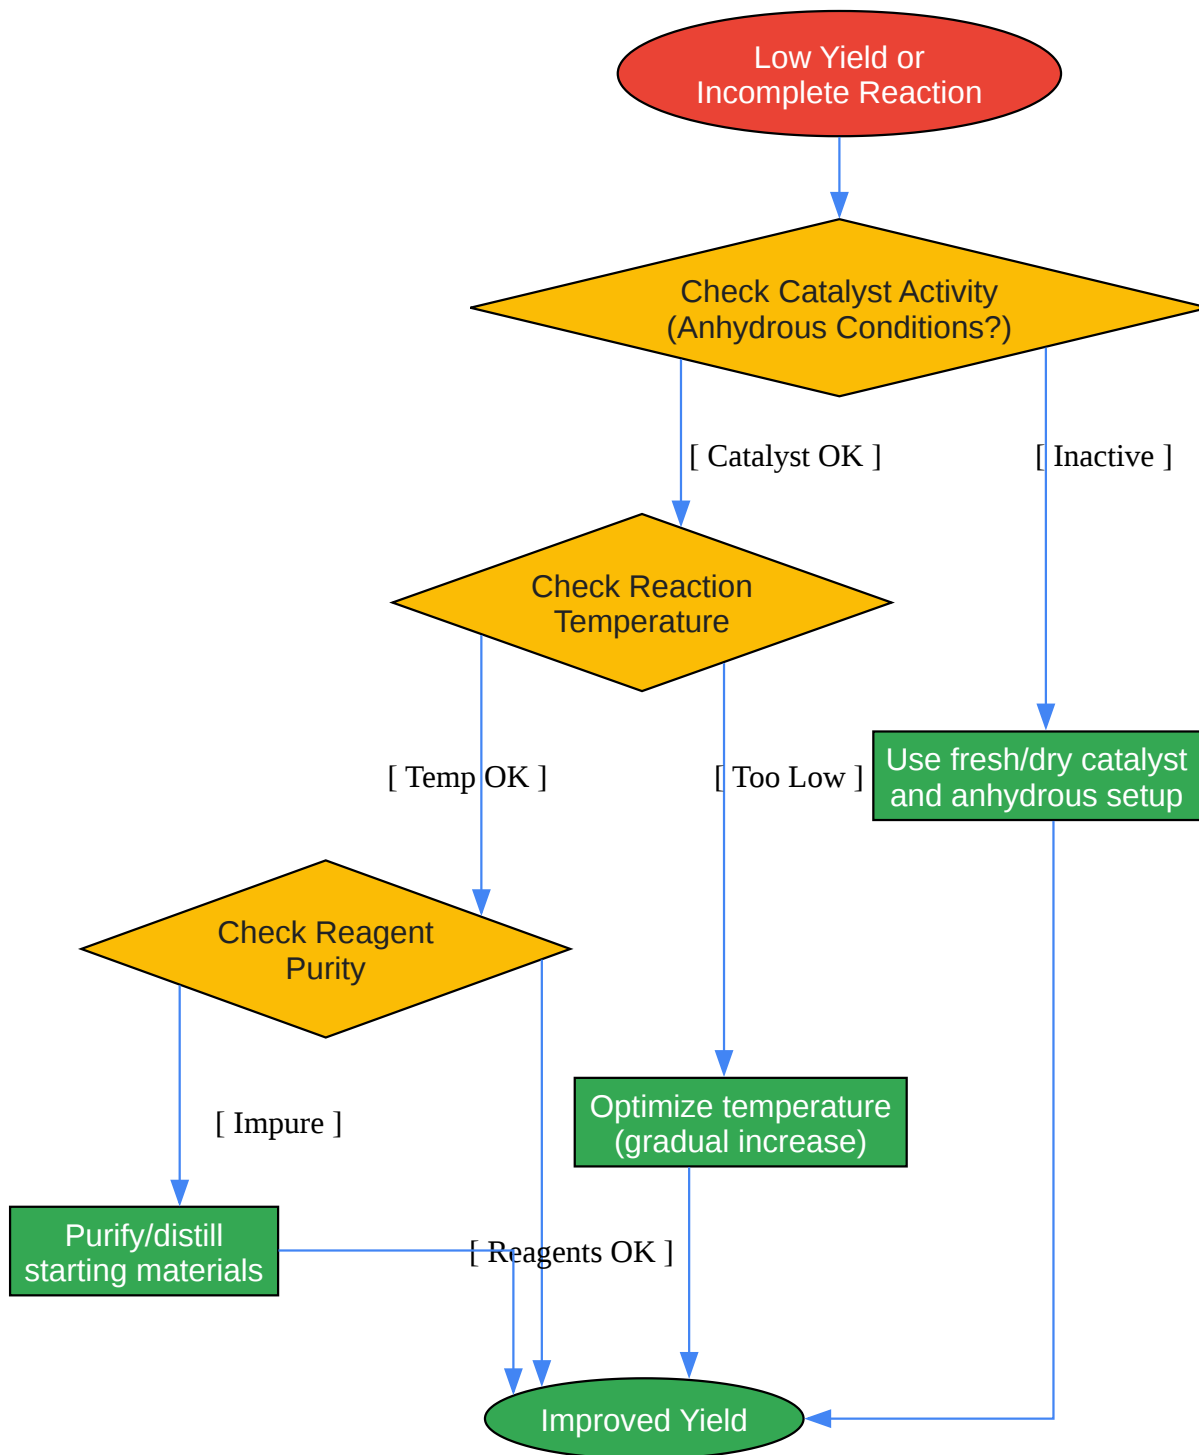 Low Yield or
Incomplete Reaction
Check Catalyst Activity
(Anhydrous Conditions?)
[ Catalyst OK ]
[ Inactive ]
Check Reaction
Temperature
[ Temp OK ]
[ Too Low ]
Use fresh/dry catalyst
and anhydrous setup
Check Reagent
Purity
[ Impure ]
Optimize temperature
(gradual increase)
Purify/distill
starting materials
[ Reagents OK ]
Improved Yield